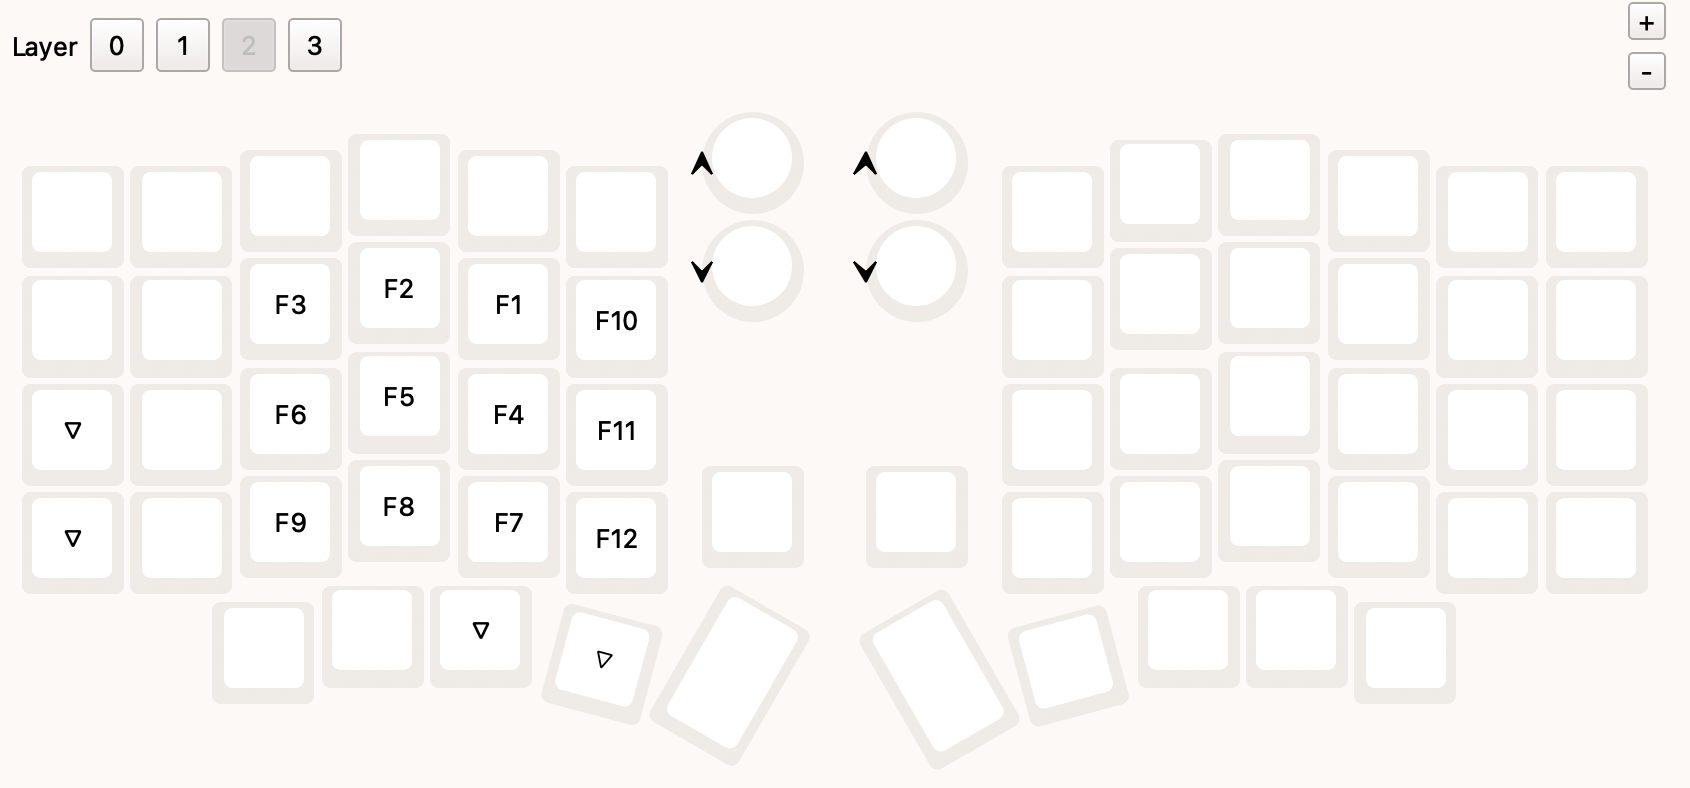 Layer 0 1 2 3
+
-
F3 F2 F1 F10
▽ F6 F5 F4 F11
▽ F9 F8 F7 F12
▽ ▽